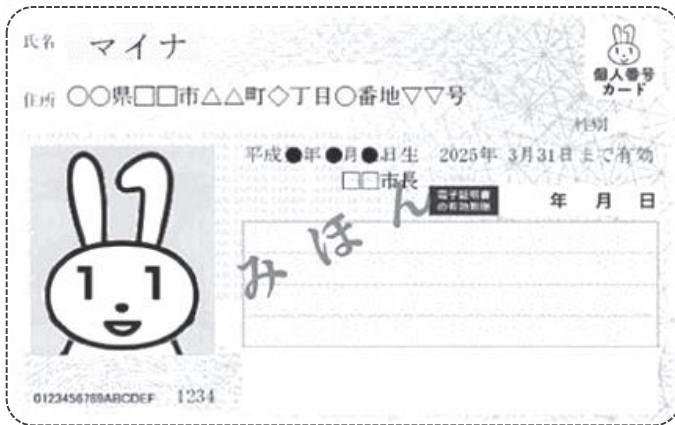 氏名 マイナ
個人番号
カード
住所 ○○県□□市△△町◇丁目○番地▽▽号
性別
平成●年●月●日生 2025年 3月31日 まで有効
□□市長
電子証明書
の有効期限
年 月 日
みほん
0123456789ABCDEF 1234